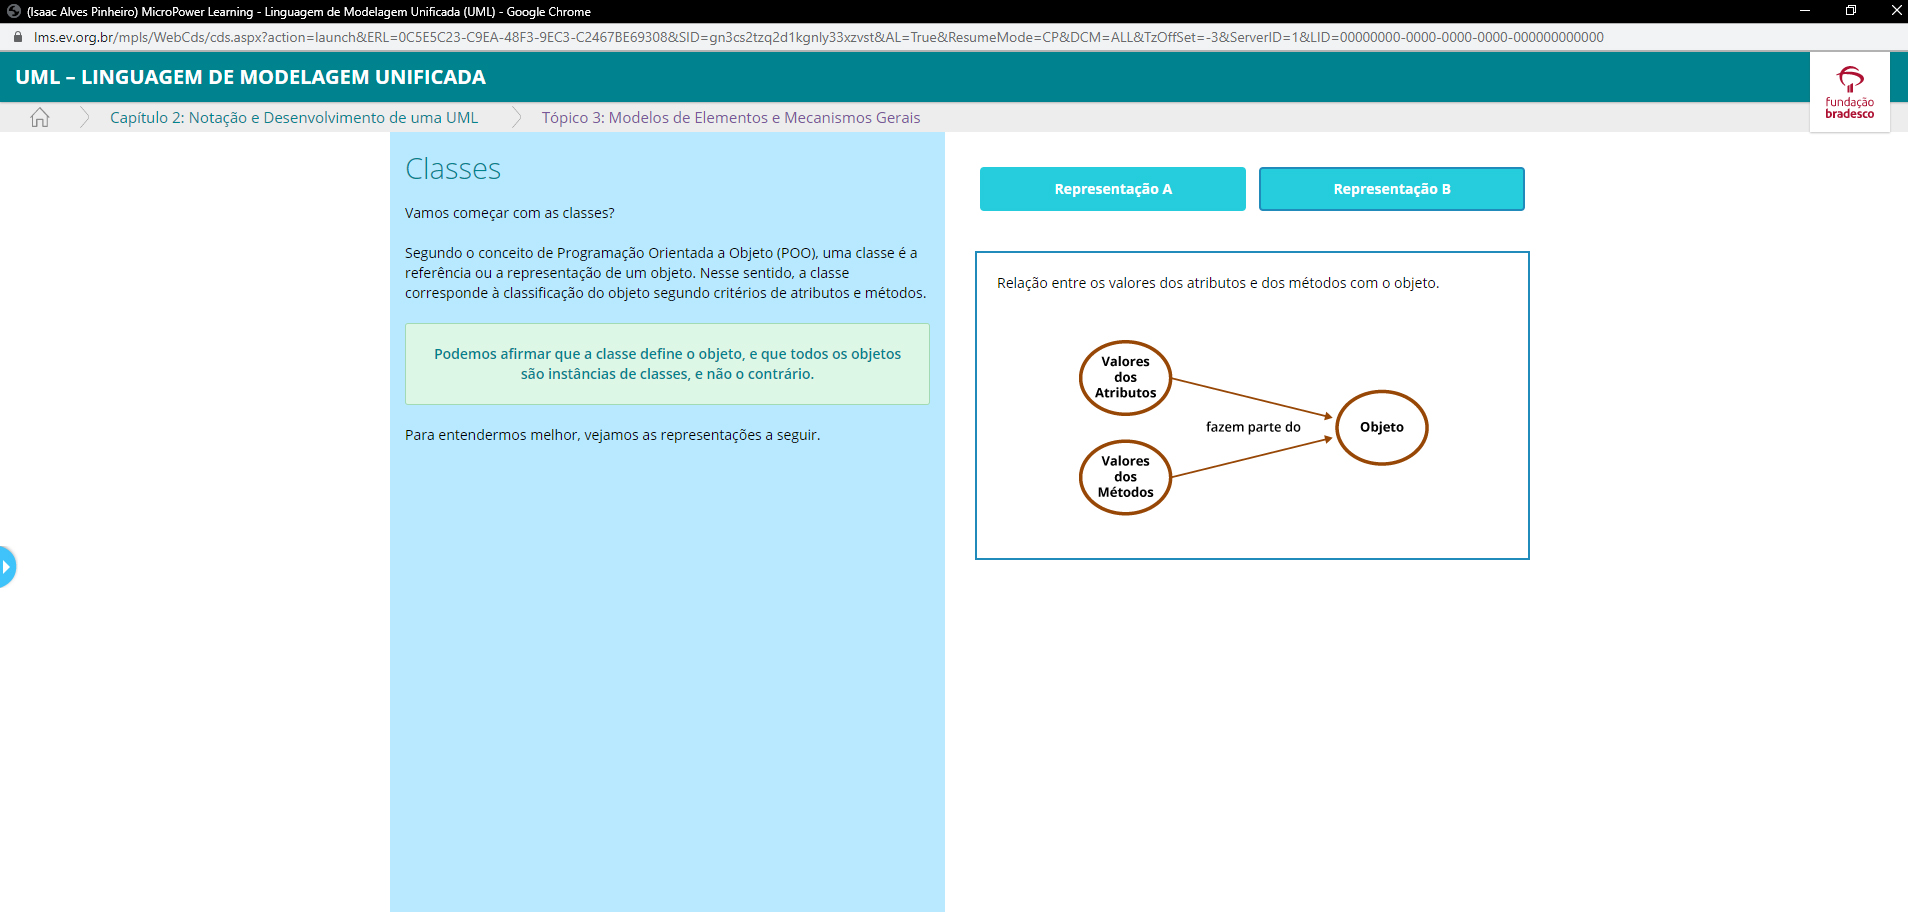 (Isaac Alves Pinheiro) MicroPower Learning - Linguagem de Modelagem Unificada (UML) - Google Chrome
lms.ev.org.br/mpls/WebCds/cds.aspx?action=launch&ERL=0C5E5C23-C9EA-48F3-9EC3-C2467BE69308&SID=gn3cs2tzq2d1kgnly33xzvst&AL=True&ResumeMode=CP&DCM=ALL&TzOffSet=-3&ServerID=1&LID=00000000-0000-0000-0000-000000000000
UML – LINGUAGEM DE MODELAGEM UNIFICADA
fundação
bradesco
Capítulo 2: Notação e Desenvolvimento de uma UML
Tópico 3: Modelos de Elementos e Mecanismos Gerais
Classes
Vamos começar com as classes?
Segundo o conceito de Programação Orientada a Objeto (POO), uma classe é a
referência ou a representação de um objeto. Nesse sentido, a classe
corresponde à classificação do objeto segundo critérios de atributos e métodos.
Podemos afirmar que a classe define o objeto, e que todos os objetos
são instâncias de classes, e não o contrário.
Para entendermos melhor, vejamos as representações a seguir.
Representação A
Representação B
Relação entre os valores dos atributos e dos métodos com o objeto.
Valores
dos
Atributos
fazem parte do
Objeto
Valores
dos
Métodos